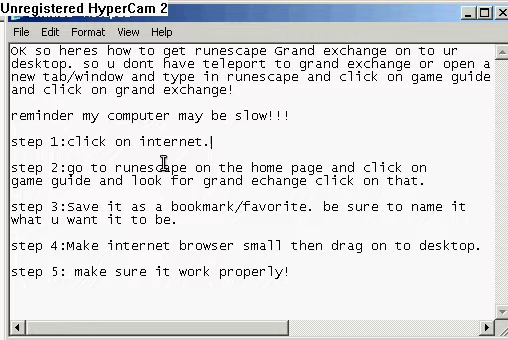 Unregistered HyperCam 2
File Edit Format View Help
OK so heres how to get runescape Grand exchange on to ur
desktop. so u dont have teleport to grand exchange or open a
new tab/window and type in runescape and click on game guide
and click on grand exchange!
reminder my computer may be slow!!!
step 1:click on internet.
step 2:go to runescape on the home page and click on
game guide and look for grand echange click on that.
step 3:Save it as a bookmark/favorite. be sure to name it
what u want it to be.
step 4:Make internet browser small then drag on to desktop.
step 5: make sure it work properly!